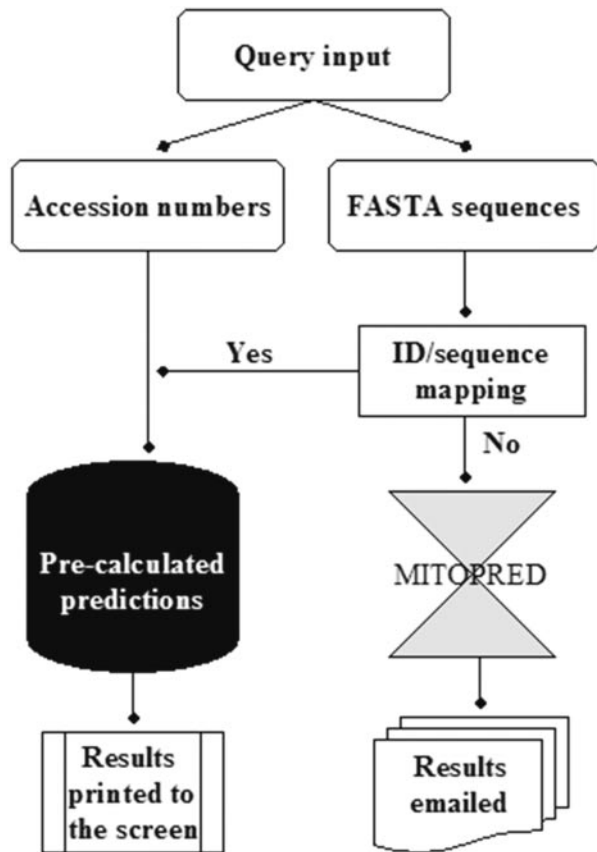 Query input
Accession numbers
FASTA sequences
Yes
ID/sequence
mapping
No
Pre-calculated
predictions
MITOPRED
Results
printed to
the screen
Results
emailed